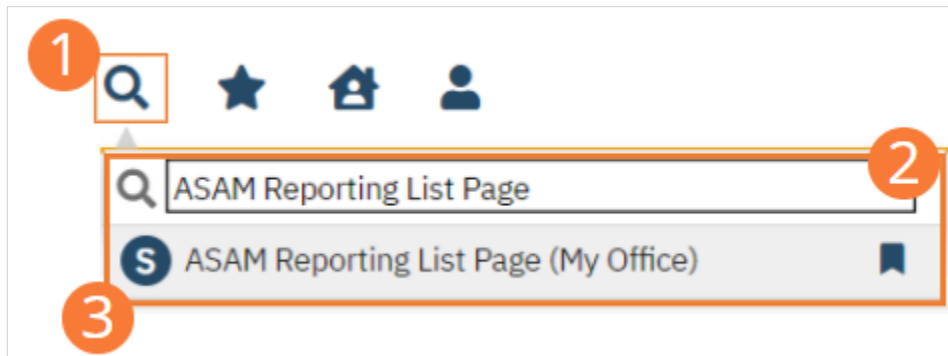 1
2
ASAM Reporting List Page
S ASAM Reporting List Page (My Office)
3